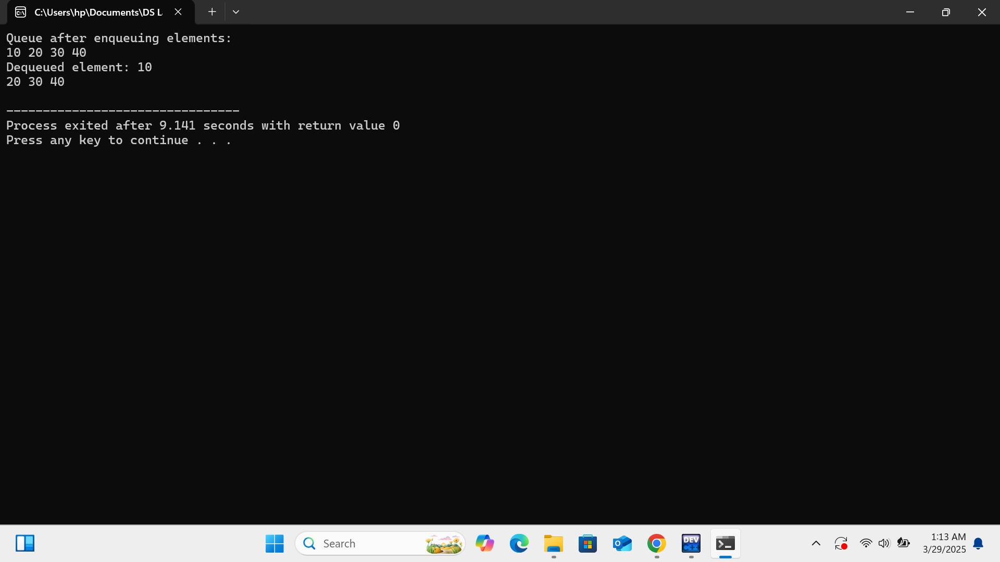 C:\Users\hp\Documents\DS L
Queue after enqueuing elements:
10 20 30 40
Dequeued element: 10
20 30 40
--------------------------------
Process exited after 9.141 seconds with return value 0
Press any key to continue . . .
Search
DEV
C++
1:13 AM
3/29/2025